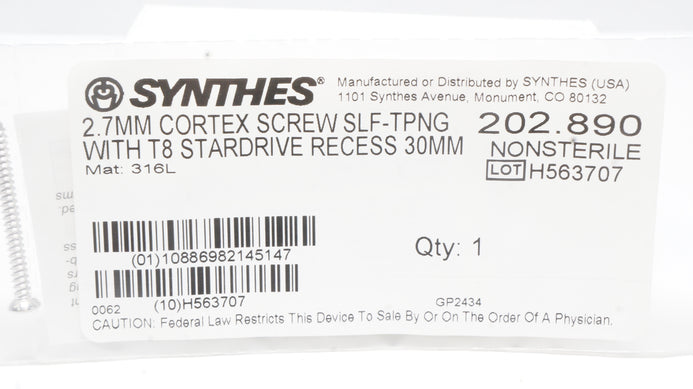 SYNTHES®
Manufactured or Distributed by SYNTHES (USA)
1101 Synthes Avenue, Monument, CO 80132
2.7MM CORTEX SCREW SLF-TPNG
WITH T8 STARDRIVE RECESS 30MM
Mat: 316L
202.890
NONSTERILE
LOT H563707
(01)10886982145147
Qty: 1
0062
(10)H563707
GP2434
CAUTION: Federal Law Restricts This Device To Sale By Or On The Order Of A Physician.